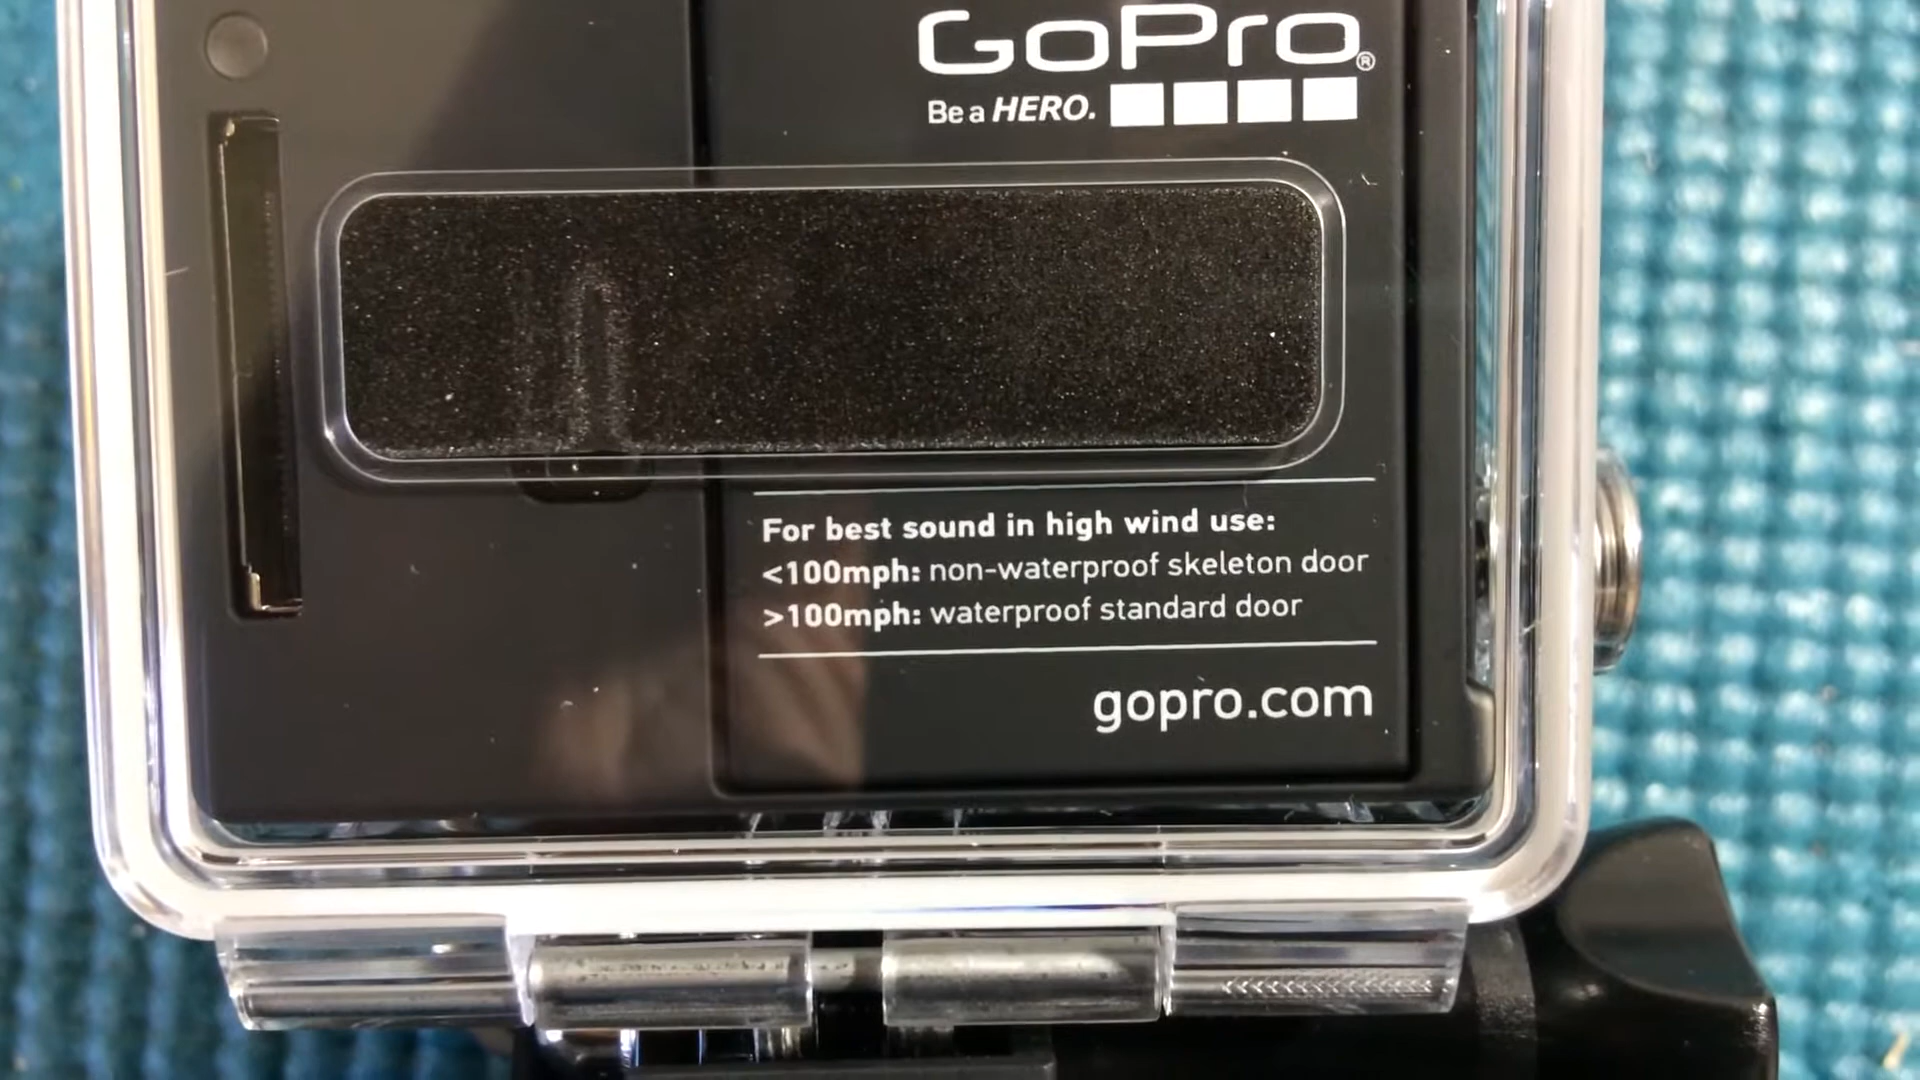 GoPro®
Be a HERO.
For best sound in high wind use:
<100mph: non-waterproof skeleton door
>100mph: waterproof standard door
gopro.com